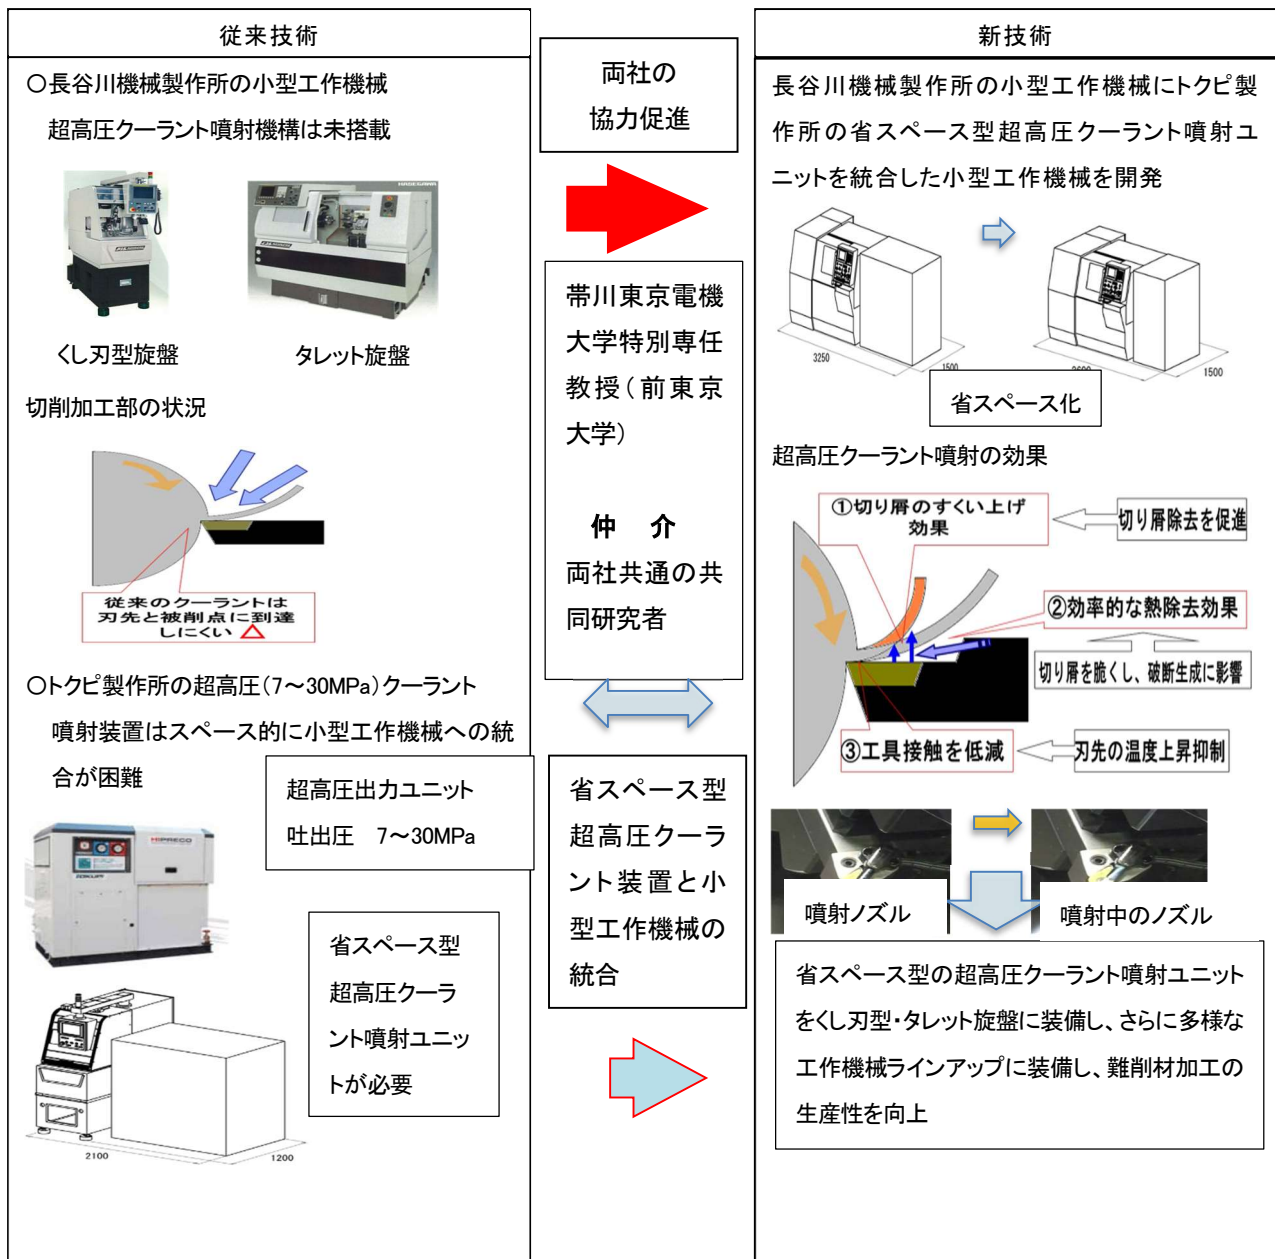 従来技術
〇長谷川機械製作所の小型工作機械
超高圧クーラント噴射機構は未搭載
HASEGAWA
くし刃型旋盤
タレット旋盤
切削加工部の状況
従来のクーラントは
刃先と被削点に到達
しにくい △
〇トクピ製作所の超高圧(7～30MPa)クーラント
噴射装置はスペース的に小型工作機械への統
合が困難
超高圧出力ユニット
吐出圧 7～30MPa
HIPRECO
省スペース型
超高圧クーラ
ント噴射ユニッ
トが必要
2100
1200
両社の
協力促進
帯川東京電機
大学特別専任
教授(前東京
大学)
仲 介
両社共通の共
同研究者
省スペース型
超高圧クーラ
ント装置と小
型工作機械の
統合
新技術
長谷川機械製作所の小型工作機械にトクピ製
作所の省スペース型超高圧クーラント噴射ユ
ニットを統合した小型工作機械を開発
3250
1500
1500
省スペース化
超高圧クーラント噴射の効果
①切り屑のすくい上げ
効果
切り屑除去を促進
②効率的な熱除去効果
切り屑を脆くし、破断生成に影響
③工具接触を低減
刃先の温度上昇抑制
噴射ノズル
噴射中のノズル
省スペース型の超高圧クーラント噴射ユニット
をくし刃型・タレット旋盤に装備し、さらに多様な
工作機械ラインアップに装備し、難削材加工の
生産性を向上